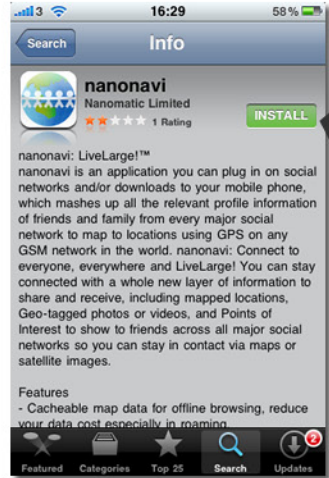 3 16:29 58%
Search Info
nanonavi
Nanomatic Limited
1 Rating
INSTALL
nanonavi: LiveLarge!™
nanonavi is an application you can plug in on social
networks and/or downloads to your mobile phone,
which mashes up all the relevant profile information
of friends and family from every major social
network to map to locations using GPS on any
GSM network in the world. nanonavi: Connect to
everyone, everywhere and LiveLarge! You can stay
connected with a whole new layer of information to
share and receive, including mapped locations,
Geo-tagged photos or videos, and Points of
Interest to show to friends across all major social
networks so you can stay in contact via maps or
satellite images.
Features
- Cacheable map data for offline browsing, reduce
your data cost especially in roaming.
2
Featured Categories Top 25 Search Updates